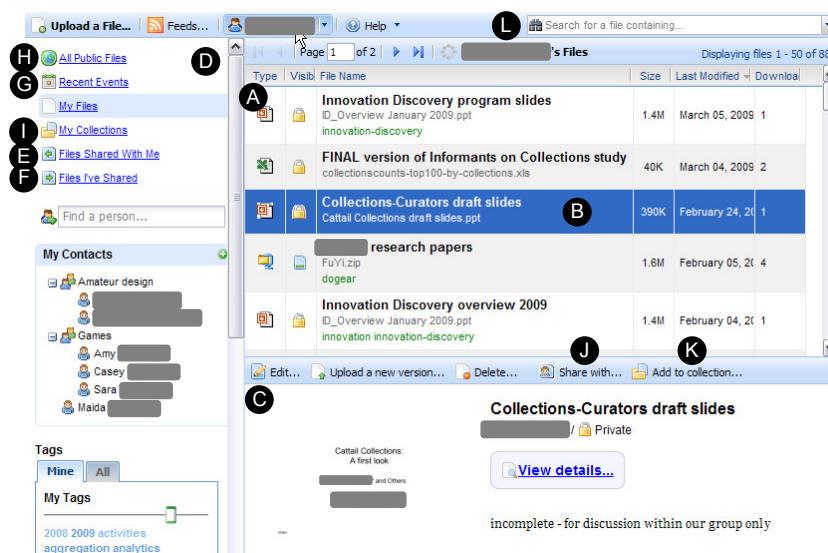 Upload a File... Feeds... Help L Search for a file containing...
H All Public Files D
G Recent Events
My Files
I My Collections
E Files Shared With Me
F Files I've Shared
Find a person...
My Contacts
Amateur design
Games
Amy
Casey
Sara
Maida
Tags
Mine All
My Tags
2008 2009 activities
aggregation analytics
Page 1 of 2 's Files Displaying files 1 - 50 of 88
Type Visib File Name Size Last Modified Downloa
A Innovation Discovery program slides
ID_Overview January 2009.ppt 1.4M March 05, 2009 1
innovation-discovery
FINAL version of Informants on Collections study
collectionscounts-top100-by-collections.xls 40K March 04, 2009 2
Collections-Curators draft slides B
Cattail Collections draft slides.ppt 390K February 24, 20 1
research papers
FuYi.zip 1.6M February 05, 20 4
dogear
Innovation Discovery overview 2009
ID_Overview January 2009.ppt 1.4M February 04, 20 1
innovation innovation-discovery
J K
Edit... Upload a new version... Delete... Share with... Add to collection...
C
Collections-Curators draft slides
/ Private
View details...
incomplete - for discussion within our group only
Cattail Collections:
A first look
and Others